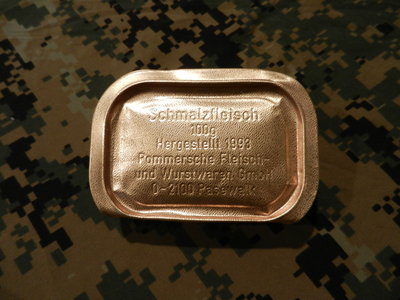 Schmalzfleisch
100g
Hergestellt 1993
Pommersche Fleisch-
und Wurstwaren GmbH
O-2100 Pasewalk